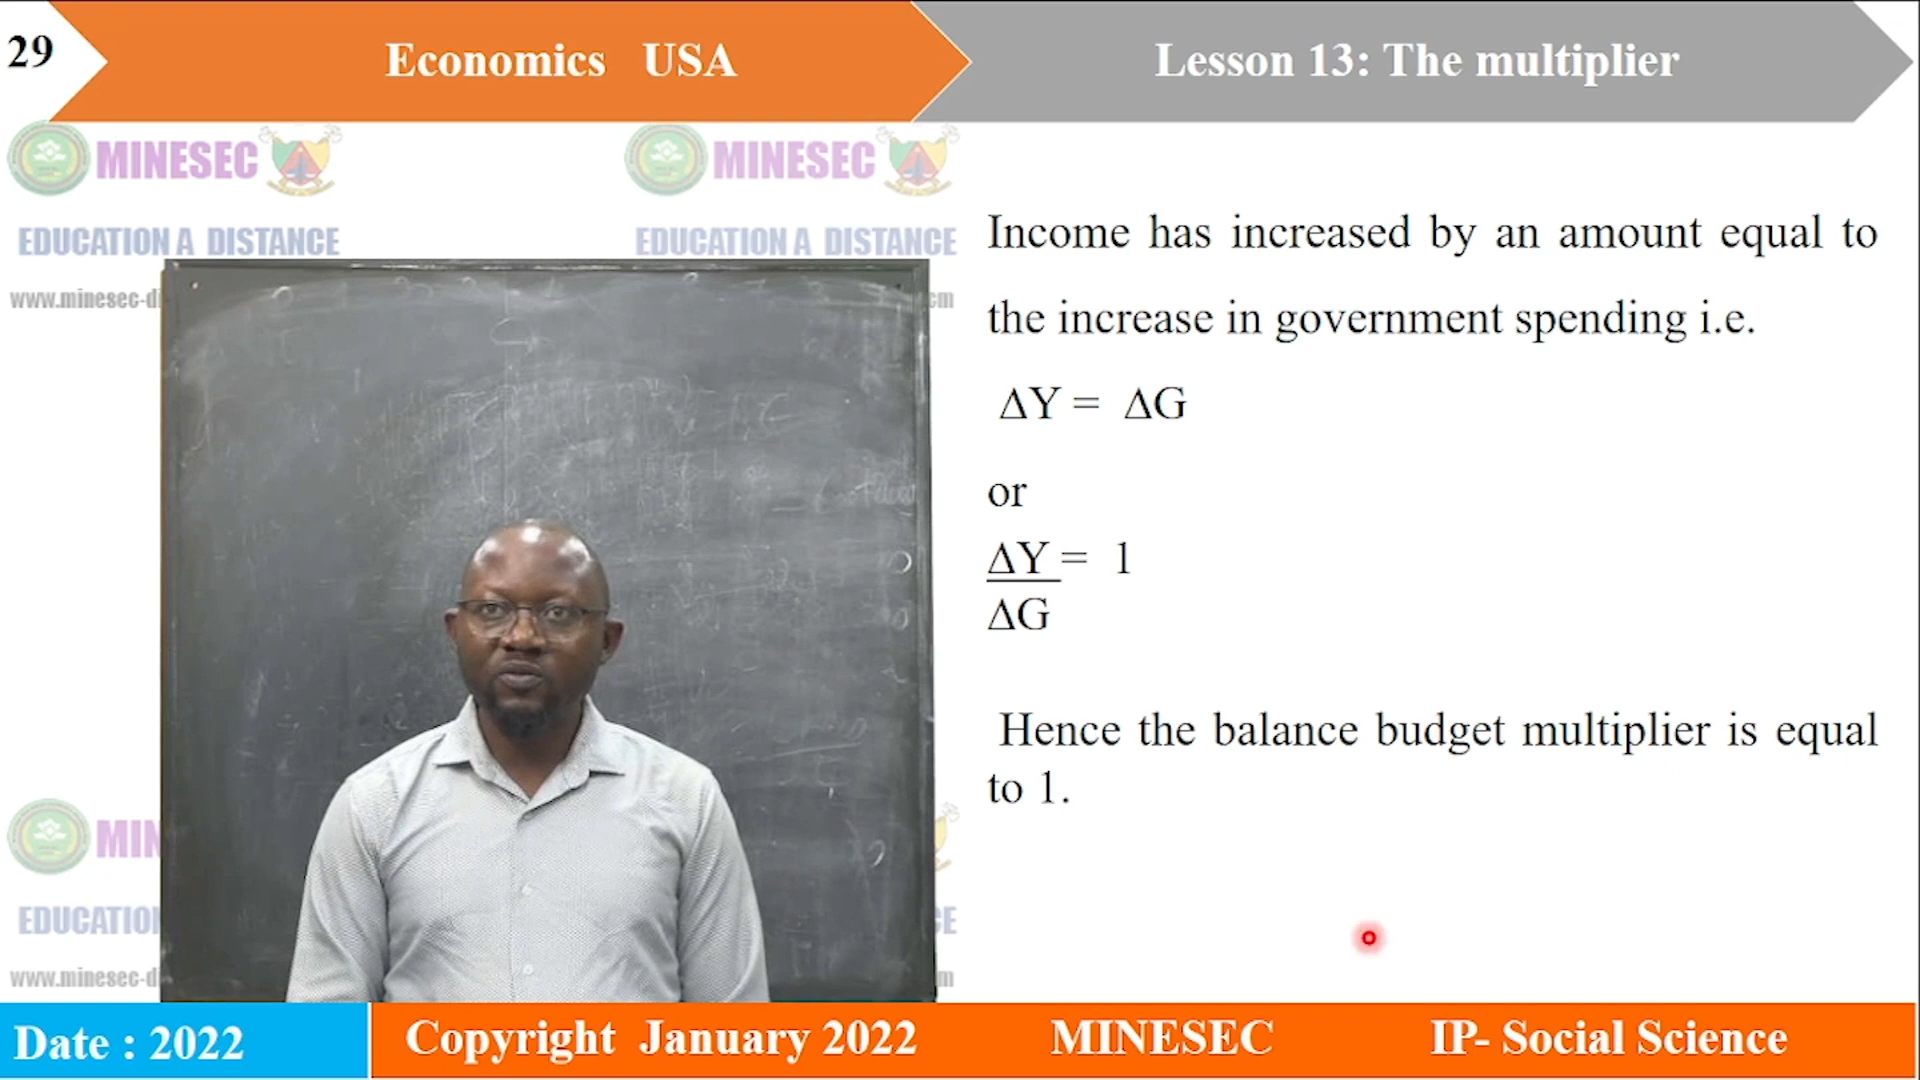 29
Economics USA
Lesson 13: The multiplier
MINESEC
MINESEC
EDUCATION A DISTANCE
EDUCATION A DISTANCE
Income has increased by an amount equal to
the increase in government spending i.e.
ΔY = ΔG
or
ΔY = 1
ΔG
Hence the balance budget multiplier is equal
to 1.
Date : 2022
Copyright January 2022
MINESEC
IP- Social Science